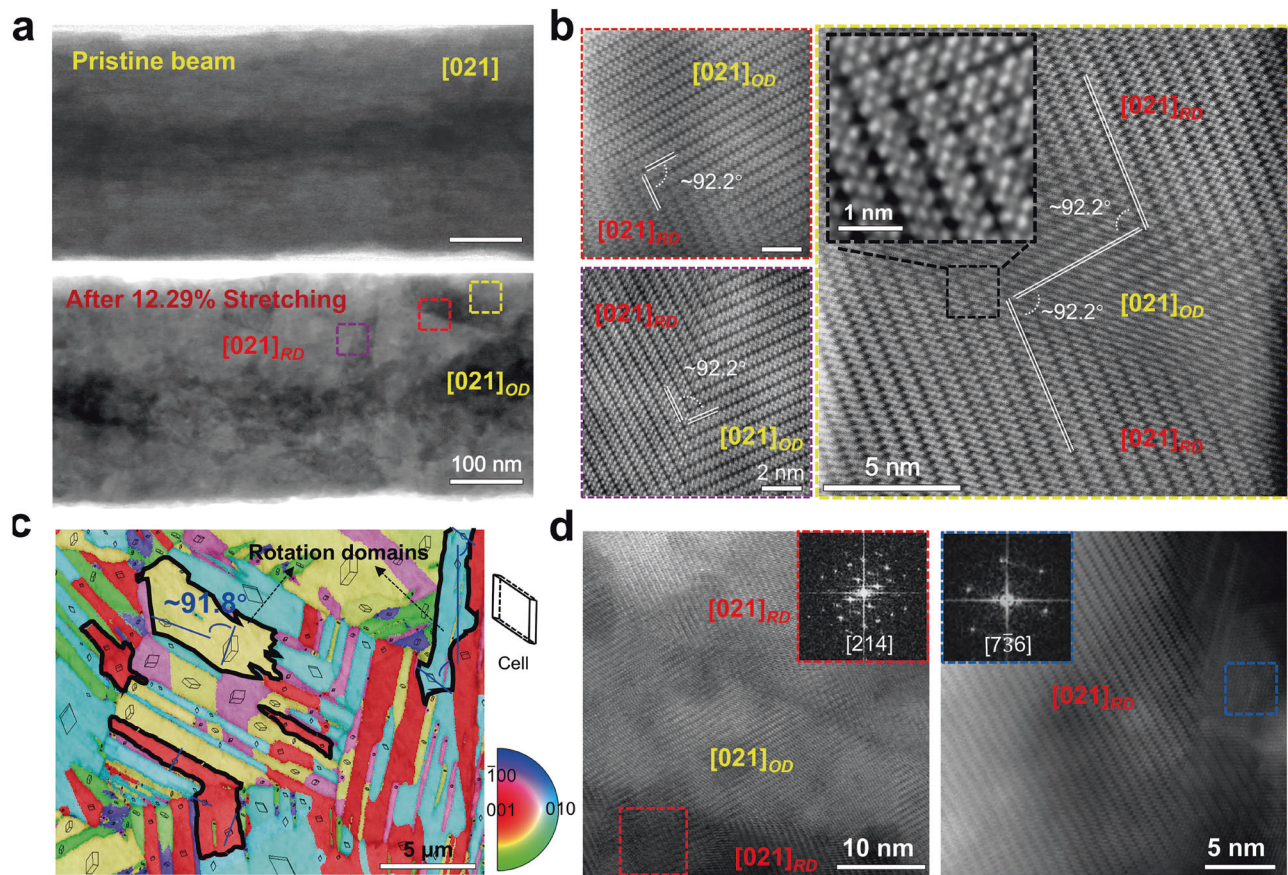 a
Pristine beam
[021]
After 12.29% Stretching
[021]RD
[021]OD
100 nm
b
[021]OD
~92.2°
[021]RD
[021]RD
~92.2°
[021]OD
2 nm
1 nm
[021]RD
~92.2°
~92.2°
[021]OD
[021]RD
5 nm
c
Rotation domains
~91.8°
Cell
1̄00
001
010
5 µm
d
[021]RD
[214]
[021]OD
[021]RD
10 nm
[73̄6]
[021]RD
5 nm